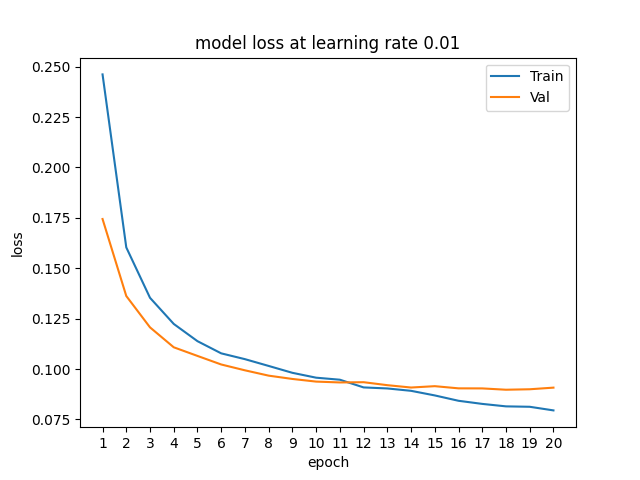 model loss at learning rate 0.01
Train
Val
0.250
0.225
0.200
0.175
0.150
0.125
0.100
0.075
loss
1 2 3 4 5 6 7 8 9 10 11 12 13 14 15 16 17 18 19 20
epoch